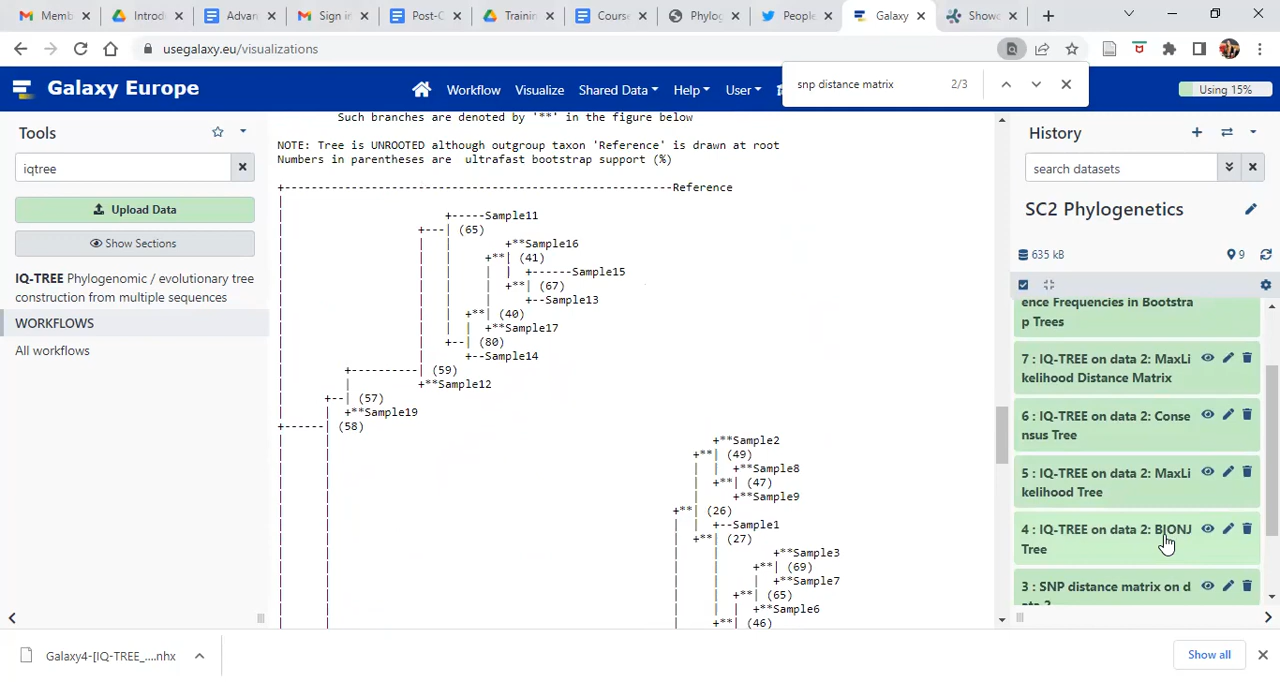 Memb
Introd
Advan
Sign in
Post-C
Trainin
Course
Phylog
People
Galaxy
Showc
usegalaxy.eu/visualizations
snp distance matrix 2/3
Galaxy Europe
Workflow Visualize Shared Data Help User
Using 15%
Tools
iqtree
Upload Data
Show Sections
IQ-TREE Phylogenomic / evolutionary tree
construction from multiple sequences
WORKFLOWS
All workflows
Such branches are denoted by '**' in the figure below
NOTE: Tree is UNROOTED although outgroup taxon 'Reference' is drawn at root
Numbers in parentheses are  ultrafast bootstrap support (%)
+------------------------------------------------------Reference
|
|                        +-----Sample11
|                    +---| (65)
|                    |   |     +**Sample16
|                    |   |   +**| (41)
|                    |   |   |  |  +------Sample15
|                    |   |   |  +**| (67)
|                    |   |   |     +--Sample13
|                    |   | +**| (40)
|                    |   | |  +**Sample17
|                    |   +--| (80)
|                    |      +--Sample14
|         +----------| (59)
|         |          +**Sample12
|      +--| (57)
|      |  +**Sample19
+------| (58)
+**Sample2
+**| (49)
|  |  +**Sample8
|  +**| (47)
|     +**Sample9
+**| (26)
|  |  +--Sample1
|  +**| (27)
|     |        +**Sample3
|     |     +**| (69)
|     |     |  +**Sample7
|     |  +**| (65)
|     |  |  +**Sample6
|     +**| (46)
History
search datasets
SC2 Phylogenetics
635 kB
9
ence Frequencies in Bootstra
p Trees
7 : IQ-TREE on data 2: MaxLi
kelihood Distance Matrix
6 : IQ-TREE on data 2: Conse
nsus Tree
5 : IQ-TREE on data 2: MaxLi
kelihood Tree
4 : IQ-TREE on data 2: BIONJ
Tree
3 : SNP distance matrix on d
ata 2
Galaxy4-[IQ-TREE_....nhx
Show all